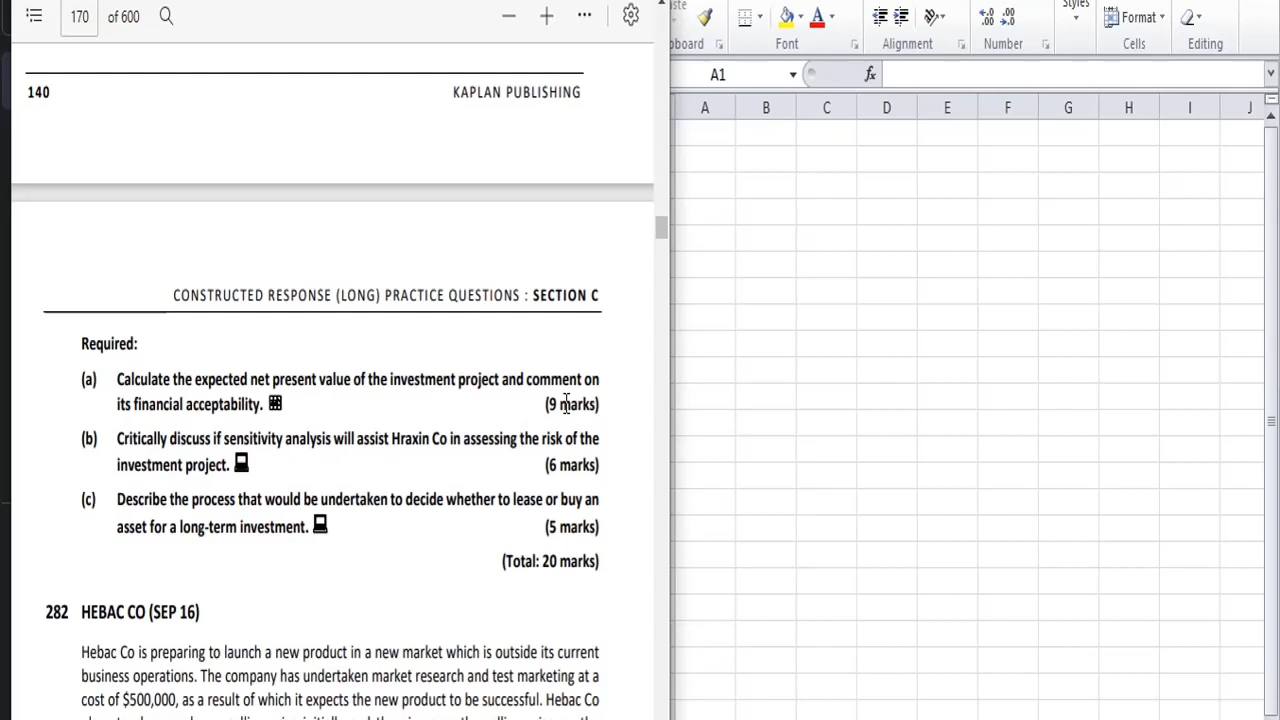 170 of 600
140 KAPLAN PUBLISHING
CONSTRUCTED RESPONSE (LONG) PRACTICE QUESTIONS : SECTION C
Required:
(a) Calculate the expected net present value of the investment project and comment on
its financial acceptability. (9 marks)
(b) Critically discuss if sensitivity analysis will assist Hraxin Co in assessing the risk of the
investment project. (6 marks)
(c) Describe the process that would be undertaken to decide whether to lease or buy an
asset for a long-term investment. (5 marks)
(Total: 20 marks)
282 HEBAC CO (SEP 16)
Hebac Co is preparing to launch a new product in a new market which is outside its current
business operations. The company has undertaken market research and test marketing at a
cost of $500,000, as a result of which it expects the new product to be successful. Hebac Co
Styles
Format
Font Alignment Number Cells Editing
A1 fx
A B C D E F G H I J